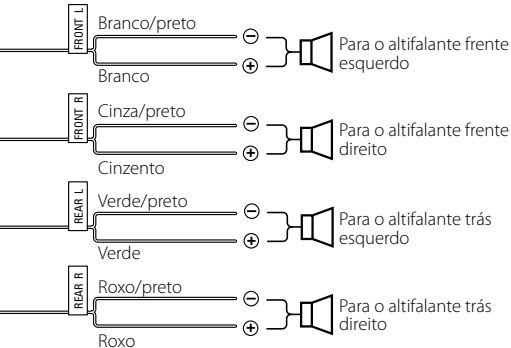 FRONT L
Branco/preto
⊖
Para o altifalante frente
esquerdo
⊕
Branco
FRONT R
Cinza/preto
⊖
Para o altifalante frente
direito
⊕
Cinzento
REAR L
Verde/preto
⊖
Para o altifalante trás
esquerdo
⊕
Verde
REAR R
Roxo/preto
⊖
Para o altifalante trás
direito
⊕
Roxo